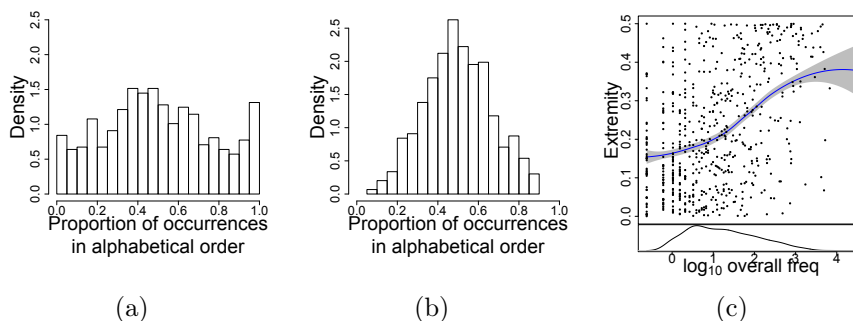 Density
0.0 0.5 1.0 1.5 2.0 2.5
0.0 0.2 0.4 0.6 0.8 1.0
Proportion of occurrences
in alphabetical order
(a)
Density
0.0 0.5 1.0 1.5 2.0 2.5
0.0 0.2 0.4 0.6 0.8 1.0
Proportion of occurrences
in alphabetical order
(b)
Extremity
0.0 0.1 0.2 0.3 0.4 0.5
0 1 2 3 4
log10 overall freq
(c)